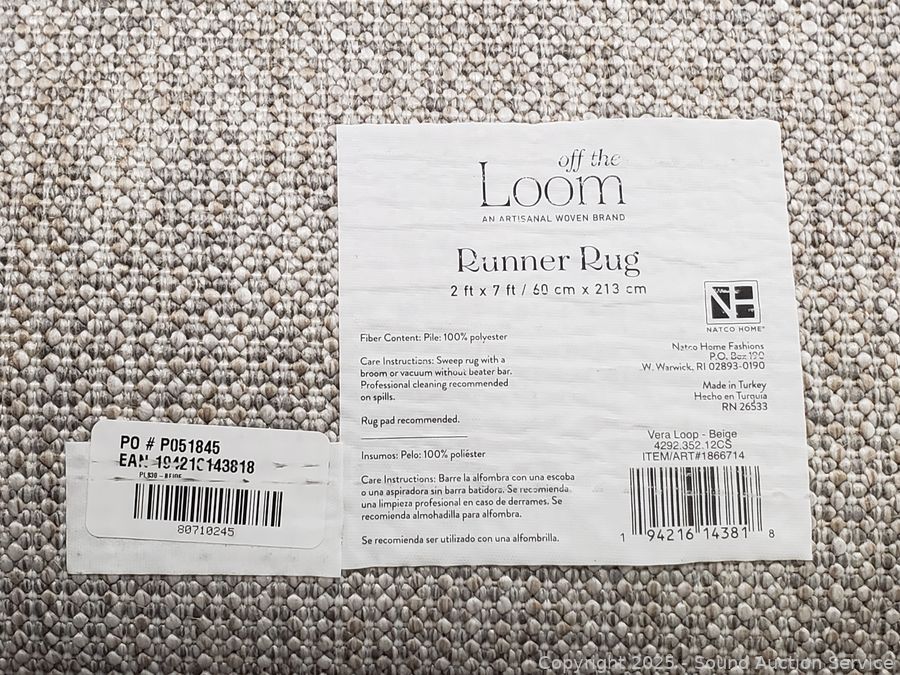 off the
Loom
AN ARTISANAL WOVEN BRAND
Runner Rug
2 ft x 7 ft / 60 cm x 213 cm
NATCO HOME
Fiber Content: Pile: 100% polyester
Care Instructions: Sweep rug with a
broom or vacuum without beater bar.
Professional cleaning recommended
on spills.
Rug pad recommended.
Insumos: Pelo: 100% poliéster
Care Instructions: Barre la alfombra con una escoba
o una aspiradora sin barra batidora. Se recomienda
una limpieza profesional en caso de derrames. Se
recomienda almohadilla para alfombra.
Se recomienda ser utilizado con una alfombrilla.
Natco Home Fashions
P.O. Box 190
W. Warwick, RI 02893-0190
Made in Turkey
Hecho en Turquía
RN 26533
Vera Loop - Beige
4292.352.12CS
ITEM/ART#1866714
1 94216 14381 8
PO # P051845
EAN: 194216143818
BEIGE
80710245
Copyright 2025 - Sound Auction Service